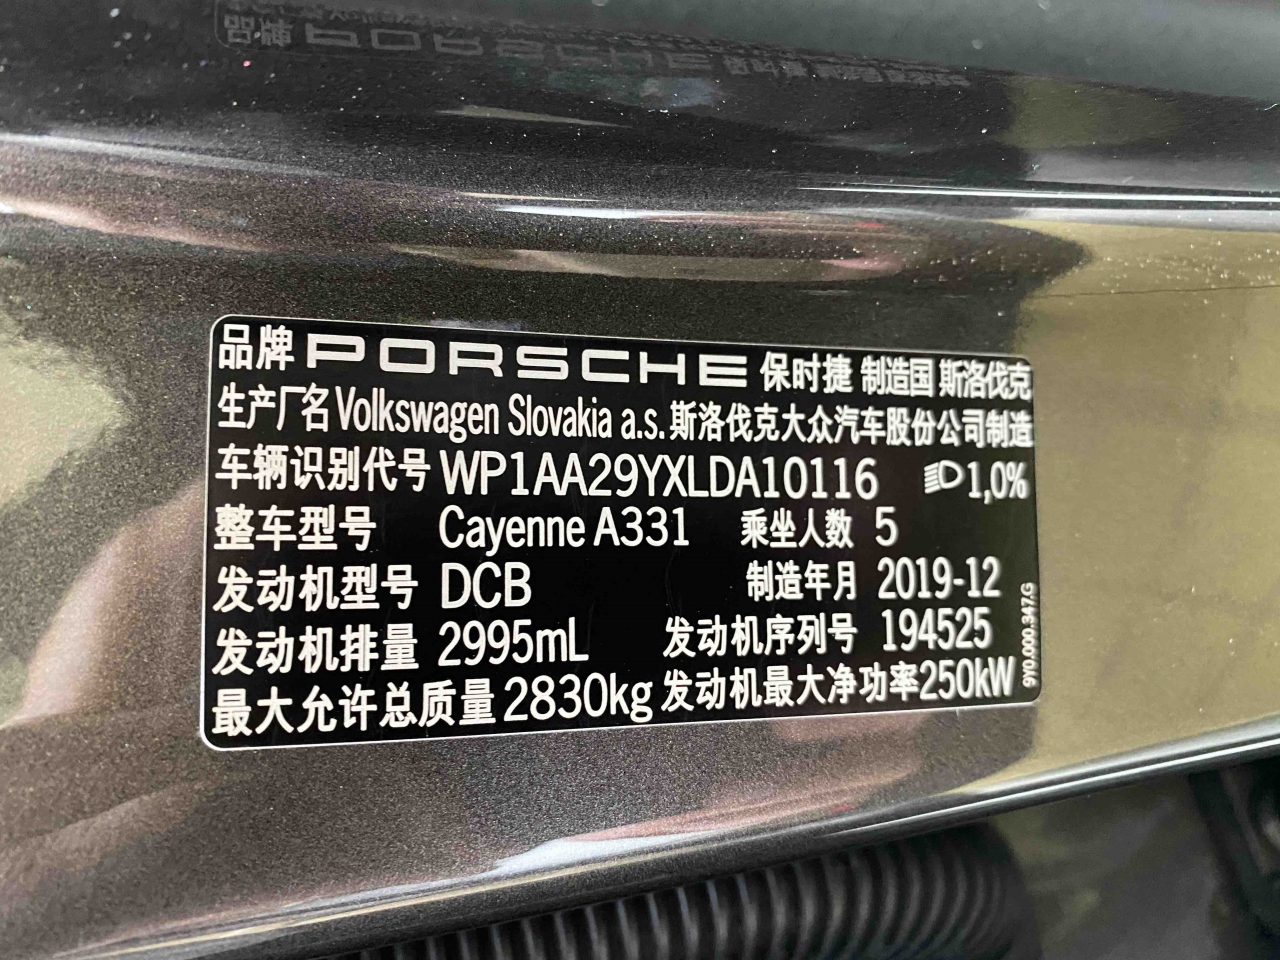 品牌 PORSCHE 保时捷 制造国 斯洛伐克
生产厂名 Volkswagen Slovakia a.s. 斯洛伐克大众汽车股份公司制造
车辆识别代号 WP1AA29YXLDA10116 1,0%
整车型号 Cayenne A331 乘坐人数 5
发动机型号 DCB 制造年月 2019-12
发动机排量 2995mL 发动机序列号 194525
最大允许总质量 2830kg 发动机最大净功率 250kW
9Y0.000.347.G